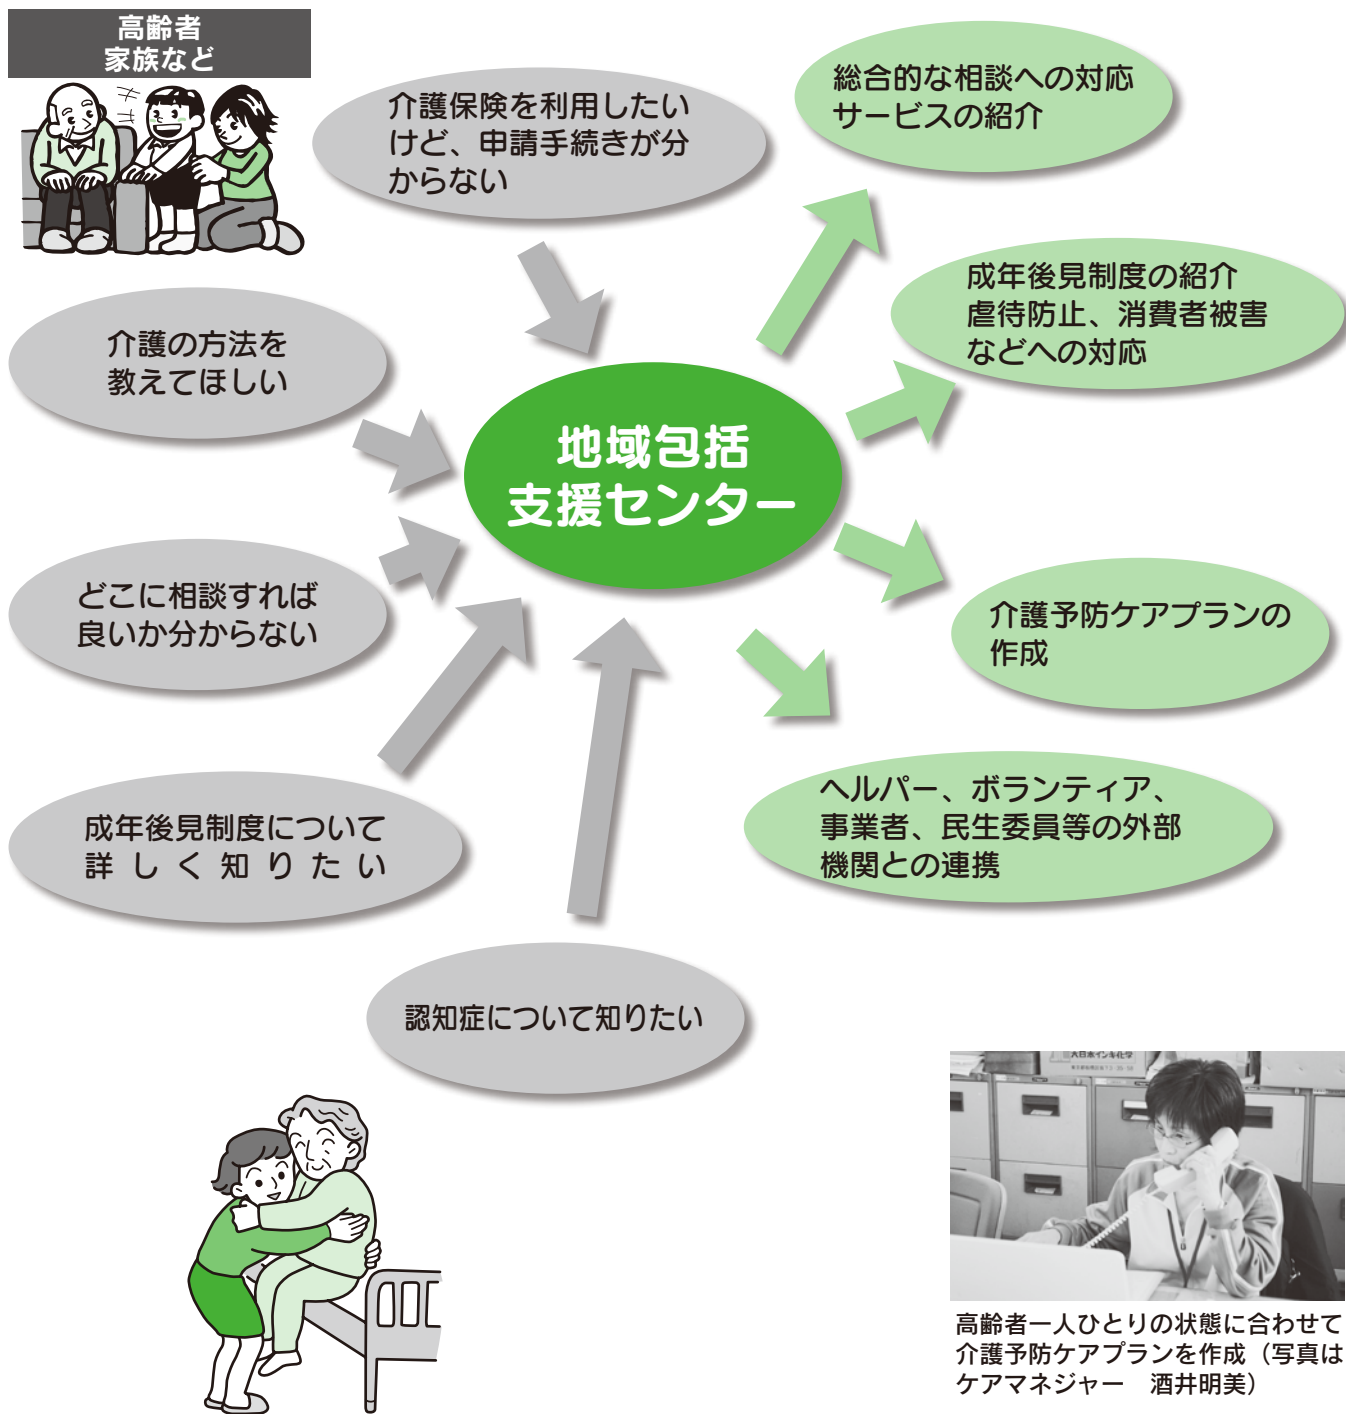 高齢者
家族など
介護保険を利用したい
けど、申請手続きが分
からない
介護の方法を
教えてほしい
どこに相談すれば
良いか分からない
成年後見制度について
詳しく知りたい
認知症について知りたい
地域包括
支援センター
総合的な相談への対応
サービスの紹介
成年後見制度の紹介
虐待防止、消費者被害
などへの対応
介護予防ケアプランの
作成
ヘルパー、ボランティア、
事業者、民生委員等の外部
機関との連携
大日本インキ化学
高齢者一人ひとりの状態に合わせて
介護予防ケアプランを作成（写真は
ケアマネジャー　酒井明美）